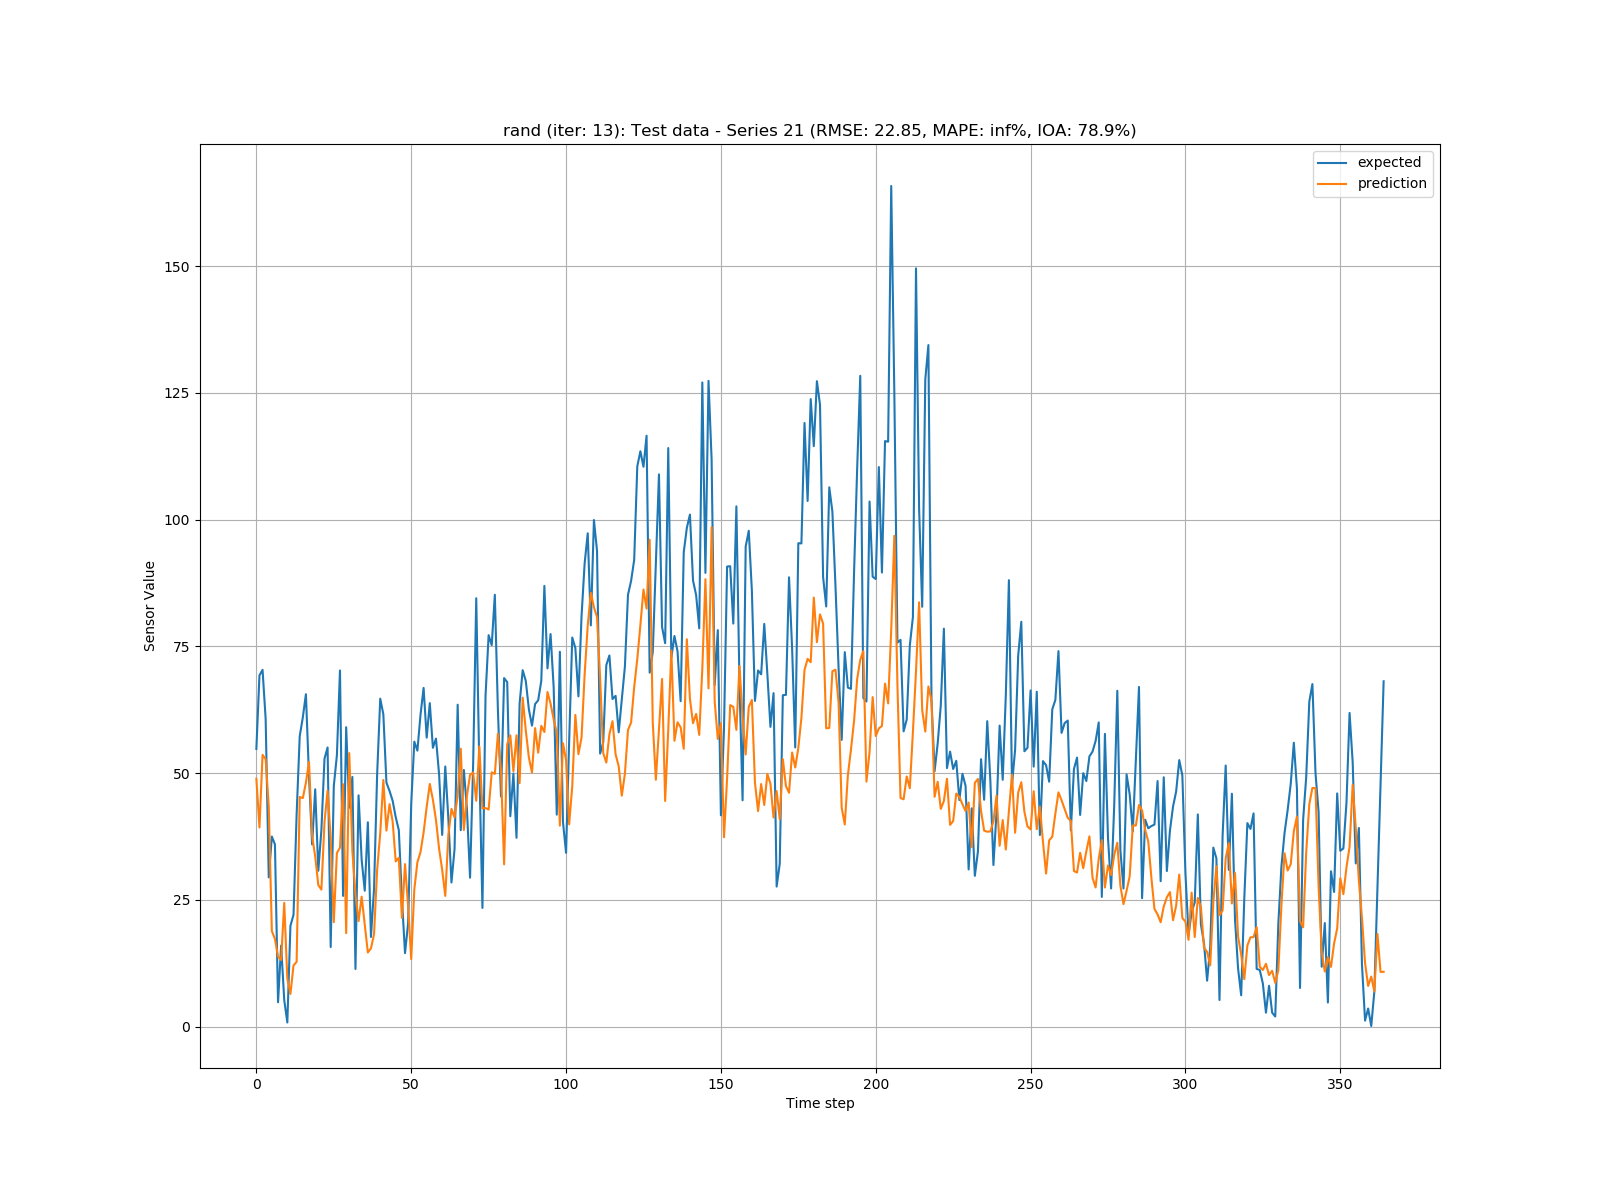 rand (iter: 13): Test data - Series 21 (RMSE: 22.85, MAPE: inf%, IOA: 78.9%)
expected
prediction
150
125
100
75
50
25
0
Sensor Value
0 50 100 150 200 250 300 350
Time step